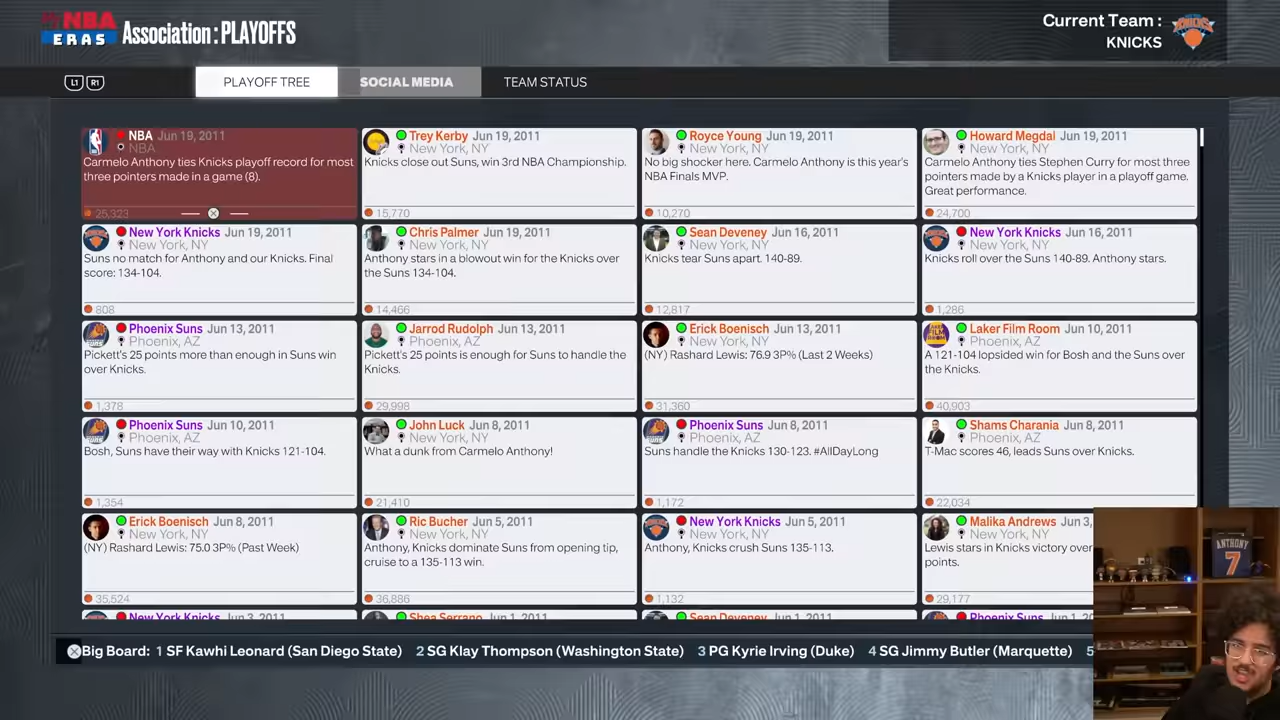 NBA
ERAS
Association: PLAYOFFS
Current Team :
KNICKS
L1 R1
PLAYOFF TREE
SOCIAL MEDIA
TEAM STATUS
NBA Jun 19, 2011
NBA
Carmelo Anthony ties Knicks playoff record for most
three pointers made in a game (8).
25,323
Trey Kerby Jun 19, 2011
New York, NY
Knicks close out Suns, win 3rd NBA Championship.
15,770
Royce Young Jun 19, 2011
New York, NY
No big shocker here. Carmelo Anthony is this year's
NBA Finals MVP.
10,270
Howard Megdal Jun 19, 2011
New York, NY
Carmelo Anthony ties Stephen Curry for most three
pointers made by a Knicks player in a playoff game.
Great performance.
24,700
New York Knicks Jun 19, 2011
New York, NY
Suns no match for Anthony and our Knicks. Final
score: 134-104.
808
Chris Palmer Jun 19, 2011
New York, NY
Anthony stars in a blowout win for the Knicks over
the Suns 134-104.
14,466
Sean Deveney Jun 16, 2011
New York, NY
Knicks tear Suns apart. 140-89.
12,817
New York Knicks Jun 16, 2011
New York, NY
Knicks roll over the Suns 140-89. Anthony stars.
1,286
Phoenix Suns Jun 13, 2011
Phoenix, AZ
Pickett's 25 points more than enough in Suns win
over Knicks.
1,378
Jarrod Rudolph Jun 13, 2011
Phoenix, AZ
Pickett's 25 points is enough for Suns to handle the
Knicks.
29,998
Erick Boenisch Jun 13, 2011
New York, NY
(NY) Rashard Lewis: 76.9 3P% (Last 2 Weeks)
31,360
Laker Film Room Jun 10, 2011
Phoenix, AZ
A 121-104 lopsided win for Bosh and the Suns over
the Knicks.
40,903
Phoenix Suns Jun 10, 2011
Phoenix, AZ
Bosh, Suns have their way with Knicks 121-104.
1,354
John Luck Jun 8, 2011
New York, NY
What a dunk from Carmelo Anthony!
21,410
Phoenix Suns Jun 8, 2011
Phoenix, AZ
Suns handle the Knicks 130-123. #AllDayLong
1,172
Shams Charania Jun 8, 2011
Phoenix, AZ
T-Mac scores 46, leads Suns over Knicks.
22,034
Erick Boenisch Jun 8, 2011
New York, NY
(NY) Rashard Lewis: 75.0 3P% (Past Week)
35,524
Ric Bucher Jun 5, 2011
New York, NY
Anthony, Knicks dominate Suns from opening tip,
cruise to a 135-113 win.
36,886
New York Knicks Jun 5, 2011
New York, NY
Anthony, Knicks crush Suns 135-113.
1,132
Malika Andrews Jun 3,
New York, NY
Lewis stars in Knicks victory over
points.
29,177
New York Knicks Jun 3, 2011
Shea Serrano Jun 1, 2011
Sean Deveney Jun 1, 2011
Phoenix Suns Jun 1,
Big Board: 1 SF Kawhi Leonard (San Diego State) 2 SG Klay Thompson (Washington State) 3 PG Kyrie Irving (Duke) 4 SG Jimmy Butler (Marquette) 5
ANTHONY
7